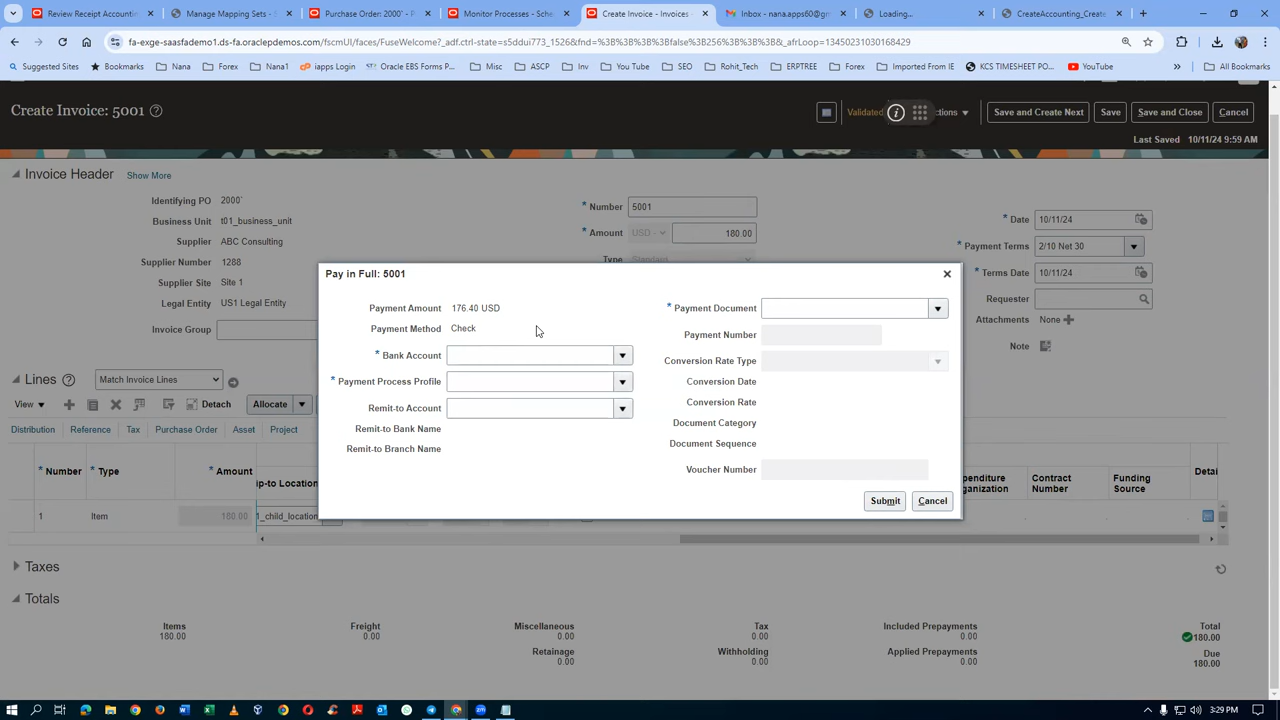 Review Receipt Account
Manage Mapping Sets - S
Purchase Order: 2000` - P
Monitor Processes - Sche
Create Invoice - Invoices -
Gmail - nana.apps60@gm
Loading...
CreateAccounting_Create
fa-exge-saasfademo1.ds-fa.oraclepdemos.com/fscmUI/faces/FuseWelcome?_adf.ctrl-state=s5ddui773_1526&fnd=%3B%3B%3B%3Bfalse%3B256%3B%3B%3B&_afrLoop=13450231030168429
Suggested Sites
Bookmarks
Nana
Forex
Nana1
iapps Login
Oracle EBS Forms P...
Misc
ASCP
Inv
You Tube
SEO
Rohit_Tech
ERPTREE
Forex
Imported From IE
KCS TIMESHEET PO...
YouTube
All Bookmarks
Create Invoice: 5001
Validated
ctions
Save and Create Next
Save
Save and Close
Cancel
Last Saved 10/11/24 9:59 AM
Invoice Header Show More
Identifying PO 2000`
Business Unit t01_business_unit
Supplier ABC Consulting
Supplier Number 1288
Supplier Site Site 1
Legal Entity US1 Legal Entity
Invoice Group
* Number 5001
* Amount USD - 180.00
Type Standard
* Date 10/11/24
* Payment Terms 2/10 Net 30
* Terms Date 10/11/24
Requester
Attachments None
Note
Pay in Full: 5001
Payment Amount 176.40 USD
Payment Method Check
* Bank Account
* Payment Process Profile
Remit-to Account
Remit-to Bank Name
Remit-to Branch Name
* Payment Document
Payment Number
Conversion Rate Type
Conversion Date
Conversion Rate
Document Category
Document Sequence
Voucher Number
Submit
Cancel
Lines
Match Invoice Lines
View
Detach
Allocate
Distribution
Reference
Tax
Purchase Order
Asset
Project
* Number
* Type
* Amount
ip-to Location
penditure
ganization
Contract
Number
Funding
Source
Detai
1
Item
180.00
1_child_location
Taxes
Totals
Items
180.00
Freight
0.00
Miscellaneous
0.00
Retainage
0.00
Tax
0.00
Withholding
0.00
Included Prepayments
0.00
Applied Prepayments
0.00
Total
180.00
Due
180.00
3:29 PM